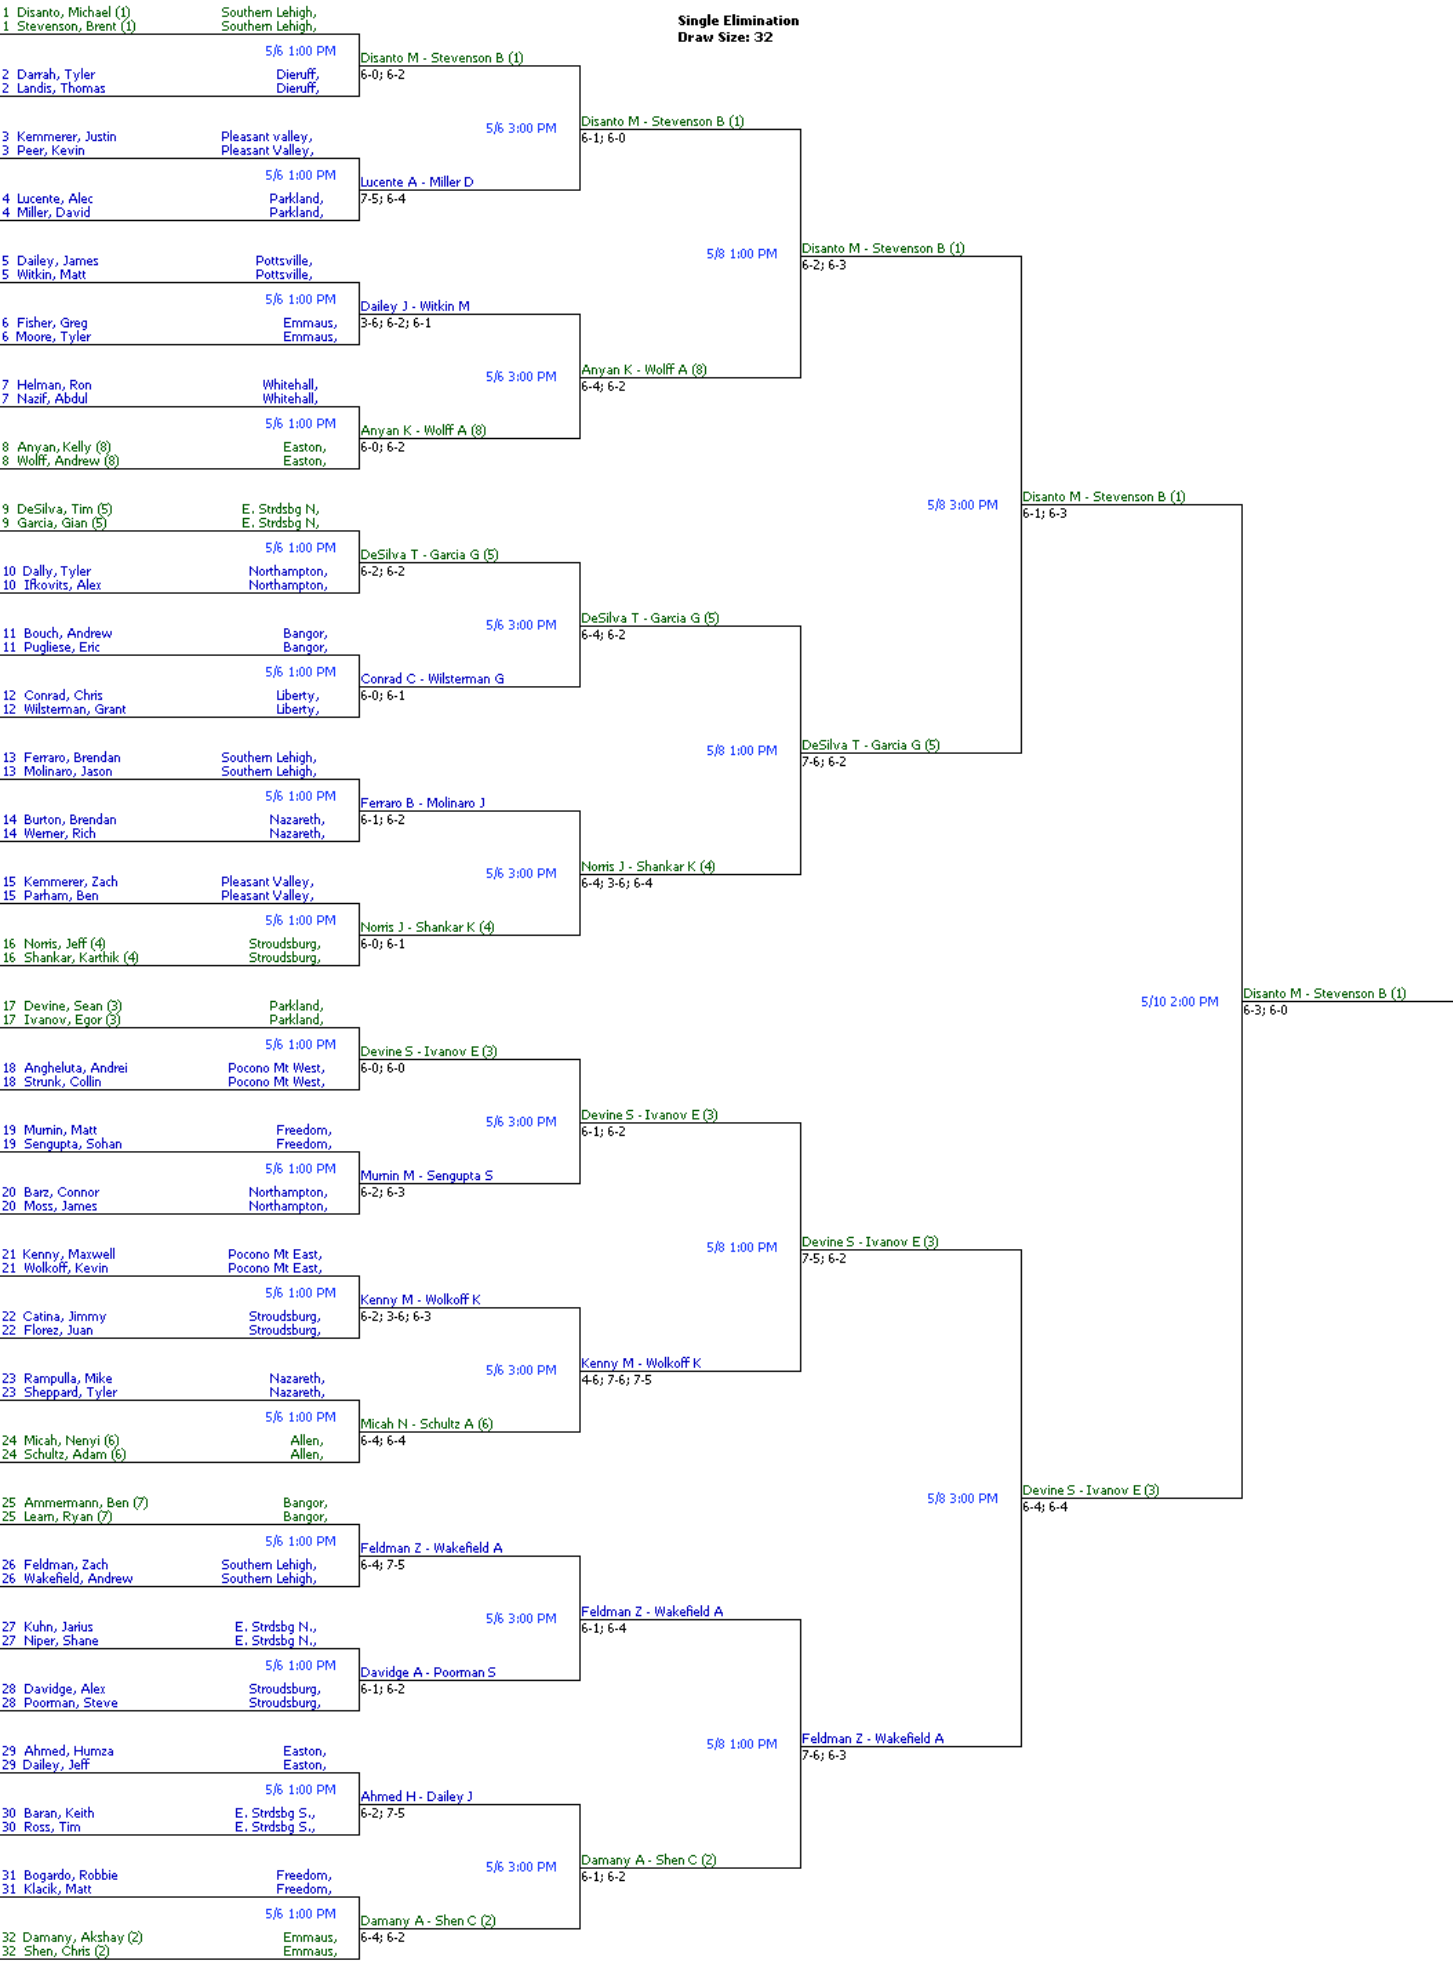 Single Elimination
Draw Size: 32
1 Disanto, Michael (1) Southern Lehigh,
1 Stevenson, Brent (1) Southern Lehigh,
5/6 1:00 PM
Disanto M - Stevenson B (1)
6-0; 6-2
2 Darrah, Tyler Dieruff,
2 Landis, Thomas Dieruff,
5/6 3:00 PM
Disanto M - Stevenson B (1)
6-1; 6-0
3 Kemmerer, Justin Pleasant valley,
3 Peer, Kevin Pleasant Valley,
5/6 1:00 PM
Lucente A - Miller D
7-5; 6-4
4 Lucente, Alec Parkland,
4 Miller, David Parkland,
5/8 1:00 PM
Disanto M - Stevenson B (1)
6-2; 6-3
5 Dailey, James Pottsville,
5 Witkin, Matt Pottsville,
5/6 1:00 PM
Dailey J - Witkin M
3-6; 6-2; 6-1
6 Fisher, Greg Emmaus,
6 Moore, Tyler Emmaus,
5/6 3:00 PM
Anyan K - Wolff A (8)
6-4; 6-2
7 Helman, Ron Whitehall,
7 Nazif, Abdul Whitehall,
5/6 1:00 PM
Anyan K - Wolff A (8)
6-0; 6-2
8 Anyan, Kelly (8) Easton,
8 Wolff, Andrew (8) Easton,
5/8 3:00 PM
Disanto M - Stevenson B (1)
6-1; 6-3
9 DeSilva, Tim (5) E. Strdsbg N,
9 Garcia, Gian (5) E. Strdsbg N,
5/6 1:00 PM
DeSilva T - Garcia G (5)
6-2; 6-2
10 Dally, Tyler Northampton,
10 Ifkovits, Alex Northampton,
5/6 3:00 PM
DeSilva T - Garcia G (5)
6-4; 6-2
11 Bouch, Andrew Bangor,
11 Pugliese, Eric Bangor,
5/6 1:00 PM
Conrad C - Wilsterman G
6-0; 6-1
12 Conrad, Chris Liberty,
12 Wilsterman, Grant Liberty,
5/8 1:00 PM
DeSilva T - Garcia G (5)
7-6; 6-2
13 Ferraro, Brendan Southern Lehigh,
13 Molinaro, Jason Southern Lehigh,
5/6 1:00 PM
Ferraro B - Molinaro J
6-1; 6-2
14 Burton, Brendan Nazareth,
14 Werner, Rich Nazareth,
5/6 3:00 PM
Norris J - Shankar K (4)
6-4; 3-6; 6-4
15 Kemmerer, Zach Pleasant Valley,
15 Parham, Ben Pleasant Valley,
5/6 1:00 PM
Norris J - Shankar K (4)
6-0; 6-1
16 Norris, Jeff (4) Stroudsburg,
16 Shankar, Karthik (4) Stroudsburg,
5/10 2:00 PM
Disanto M - Stevenson B (1)
6-3; 6-0
17 Devine, Sean (3) Parkland,
17 Ivanov, Egor (3) Parkland,
5/6 1:00 PM
Devine S - Ivanov E (3)
6-0; 6-0
18 Angheluta, Andrei Pocono Mt West,
18 Strunk, Collin Pocono Mt West,
5/6 3:00 PM
Devine S - Ivanov E (3)
6-1; 6-2
19 Murnin, Matt Freedom,
19 Sengupta, Sohan Freedom,
5/6 1:00 PM
Murnin M - Sengupta S
6-2; 6-3
20 Barz, Connor Northampton,
20 Moss, James Northampton,
5/8 1:00 PM
Devine S - Ivanov E (3)
7-5; 6-2
21 Kenny, Maxwell Pocono Mt East,
21 Wolkoff, Kevin Pocono Mt East,
5/6 1:00 PM
Kenny M - Wolkoff K
6-2; 3-6; 6-3
22 Catina, Jimmy Stroudsburg,
22 Florez, Juan Stroudsburg,
5/6 3:00 PM
Kenny M - Wolkoff K
4-6; 7-6; 7-5
23 Rampulla, Mike Nazareth,
23 Sheppard, Tyler Nazareth,
5/6 1:00 PM
Micah N - Schultz A (6)
6-4; 6-4
24 Micah, Nenyi (6) Allen,
24 Schultz, Adam (6) Allen,
5/8 3:00 PM
Devine S - Ivanov E (3)
6-4; 6-4
25 Ammermann, Ben (7) Bangor,
25 Learn, Ryan (7) Bangor,
5/6 1:00 PM
Feldman Z - Wakefield A
6-4; 7-5
26 Feldman, Zach Southern Lehigh,
26 Wakefield, Andrew Southern Lehigh,
5/6 3:00 PM
Feldman Z - Wakefield A
6-1; 6-4
27 Kuhn, Jarius E. Strdsbg N.,
27 Niper, Shane E. Strdsbg N.,
5/6 1:00 PM
Davidge A - Poorman S
6-1; 6-2
28 Davidge, Alex Stroudsburg,
28 Poorman, Steve Stroudsburg,
5/8 1:00 PM
Feldman Z - Wakefield A
7-6; 6-3
29 Ahmed, Humza Easton,
29 Dailey, Jeff Easton,
5/6 1:00 PM
Ahmed H - Dailey J
6-2; 7-5
30 Baran, Keith E. Strdsbg S.,
30 Ross, Tim E. Strdsbg S.,
5/6 3:00 PM
Damany A - Shen C (2)
6-1; 6-2
31 Bogardo, Robbie Freedom,
31 Klacik, Matt Freedom,
5/6 1:00 PM
Damany A - Shen C (2)
6-4; 6-2
32 Damany, Akshay (2) Emmaus,
32 Shen, Chris (2) Emmaus,